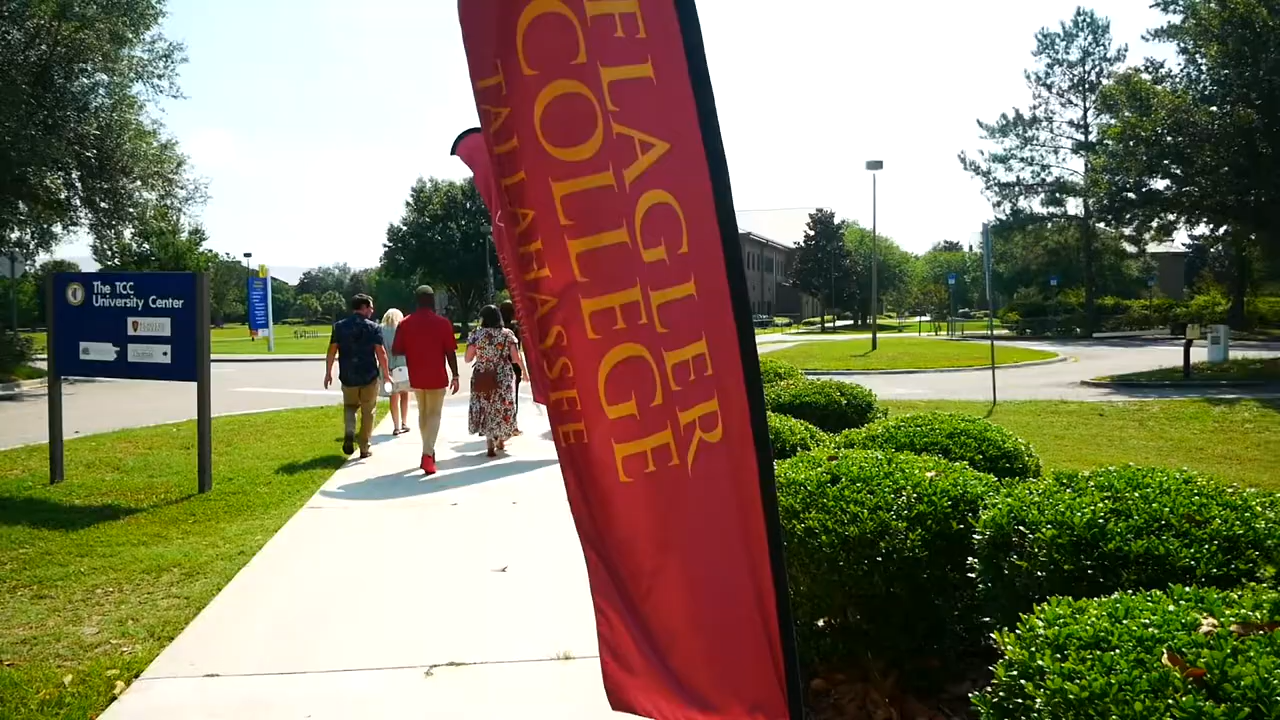 FLAGLER
COLLEGE
TALLAHASSEE
The TCC
University Center